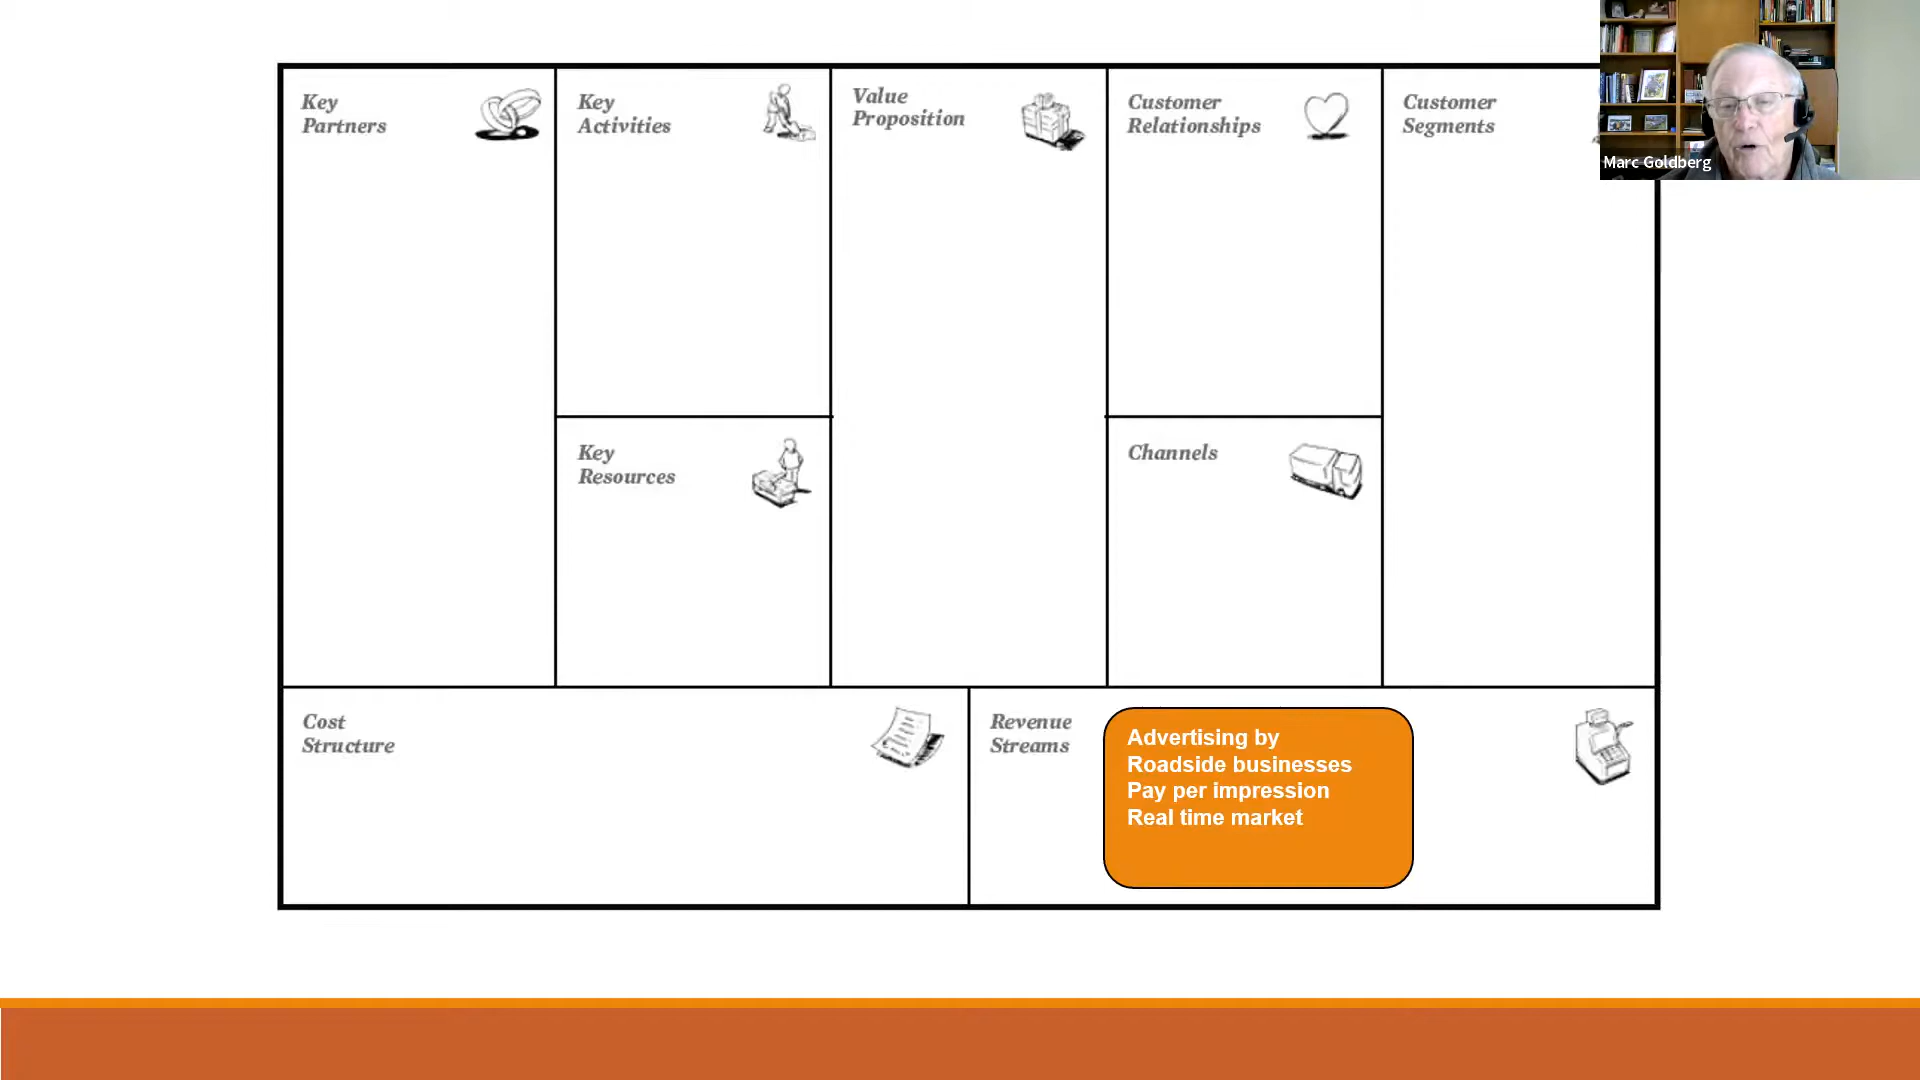 Key
Partners
Key
Activities
Value
Proposition
Customer
Relationships
Customer
Segments
Marc Goldberg
Key
Resources
Channels
Cost
Structure
Revenue
Streams
Advertising by
Roadside businesses
Pay per impression
Real time market